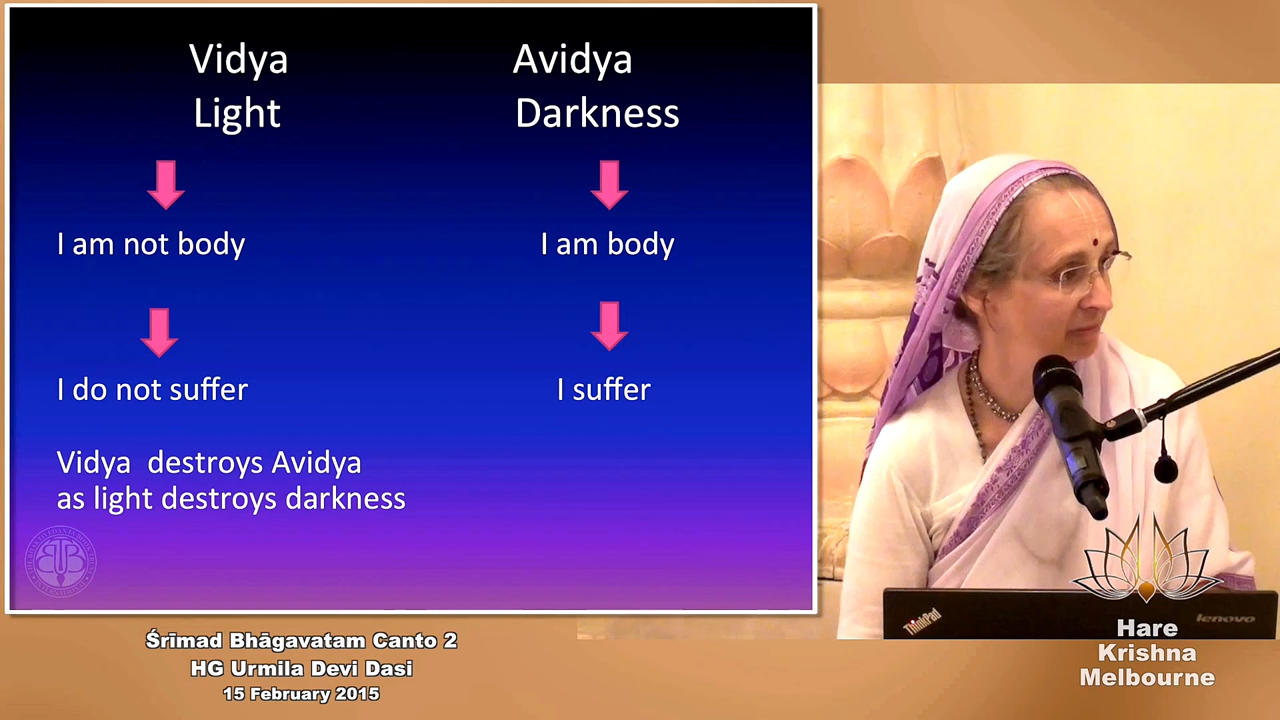 Vidya
Light
Avidya
Darkness
I am not body
I am body
I do not suffer
I suffer
Vidya destroys Avidya
as light destroys darkness
Śrīmad Bhāgavatam Canto 2
HG Urmila Devi Dasi
15 February 2015
ThinkPad
lenovo
Hare
Krishna
Melbourne